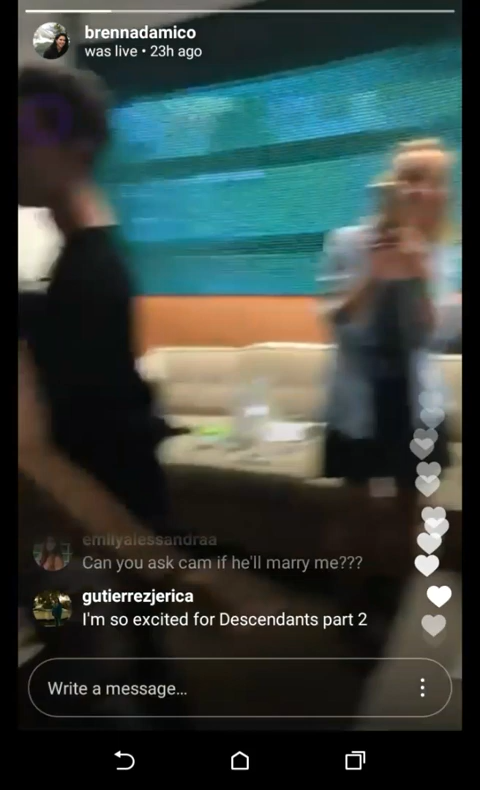 brennadamico
was live • 23h ago
emilyalessandraa
Can you ask cam if he'll marry me???
gutierrezjerica
I'm so excited for Descendants part 2
Write a message...